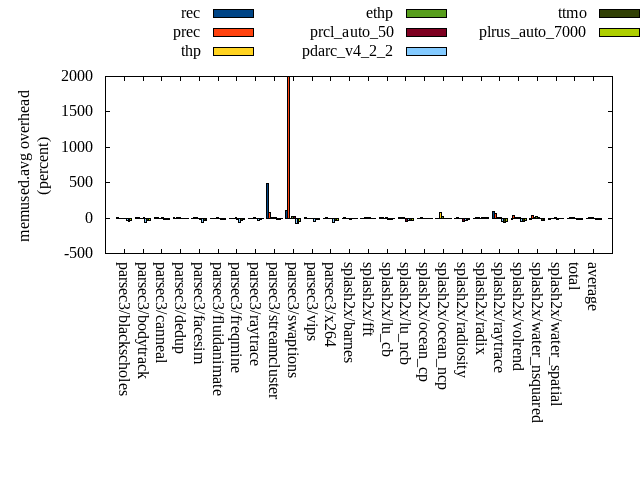 rec
prec
thp
ethp
prcl_auto_50
pdarc_v4_2_2
ttmo
plrus_auto_7000
memused.avg overhead
(percent)
2000
1500
1000
500
0
-500
parsec3/blackscholes
parsec3/bodytrack
parsec3/canneal
parsec3/dedup
parsec3/facesim
parsec3/fluidanimate
parsec3/freqmine
parsec3/raytrace
parsec3/streamcluster
parsec3/swaptions
parsec3/vips
parsec3/x264
splash2x/barnes
splash2x/fft
splash2x/lu_cb
splash2x/lu_ncb
splash2x/ocean_cp
splash2x/ocean_ncp
splash2x/radiosity
splash2x/radix
splash2x/raytrace
splash2x/volrend
splash2x/water_nsquared
splash2x/water_spatial
total
average